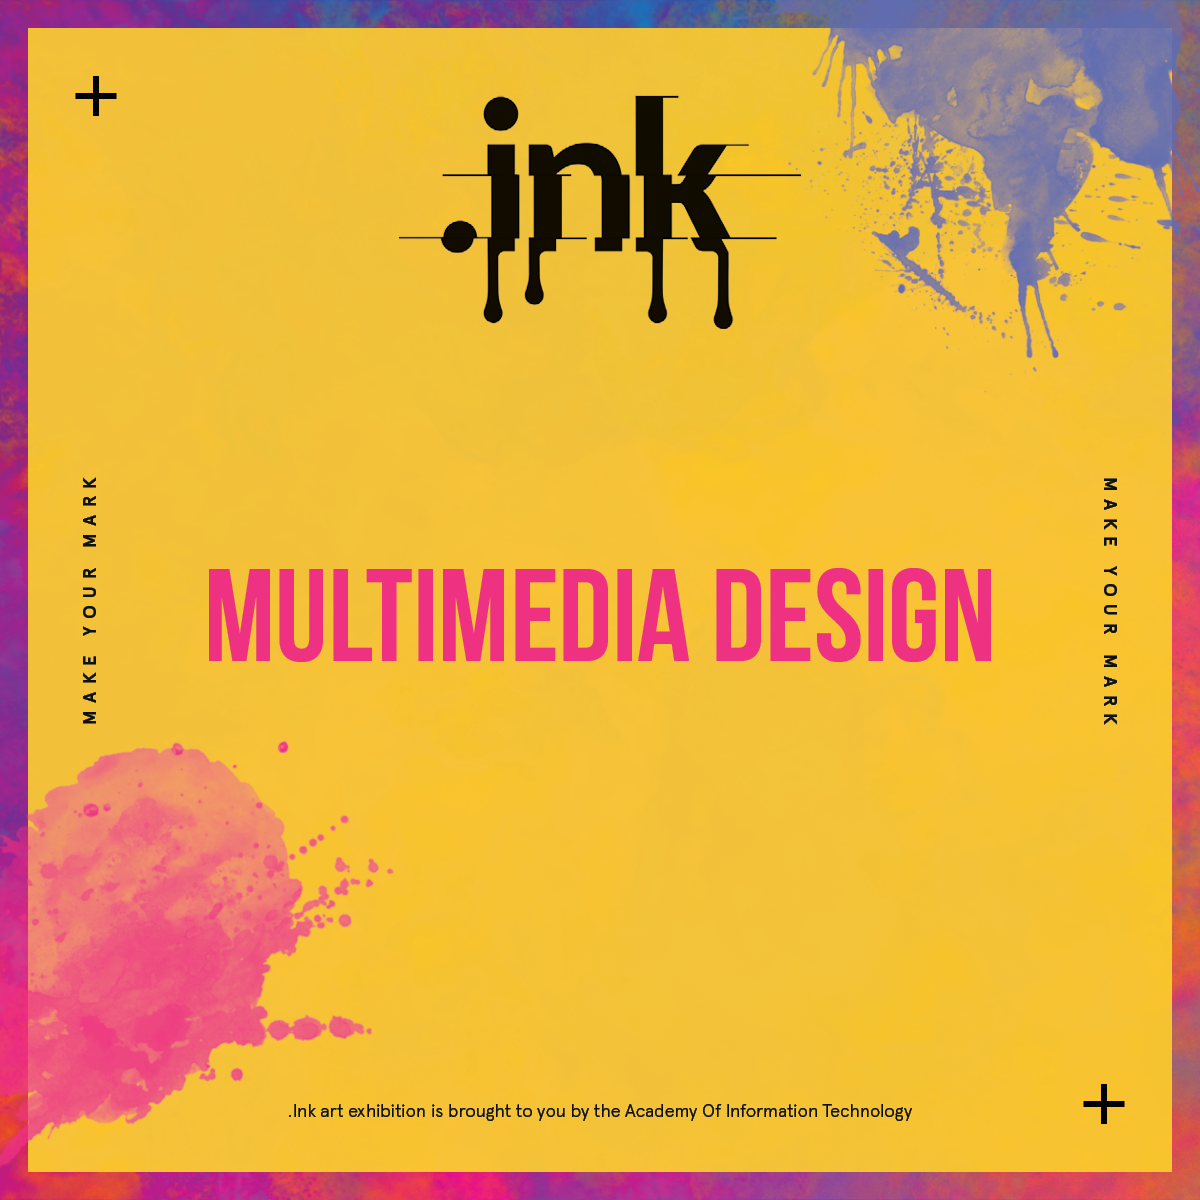 .ink
MAKE YOUR MARK
MULTIMEDIA DESIGN
MAKE YOUR MARK
.Ink art exhibition is brought to you by the Academy Of Information Technology